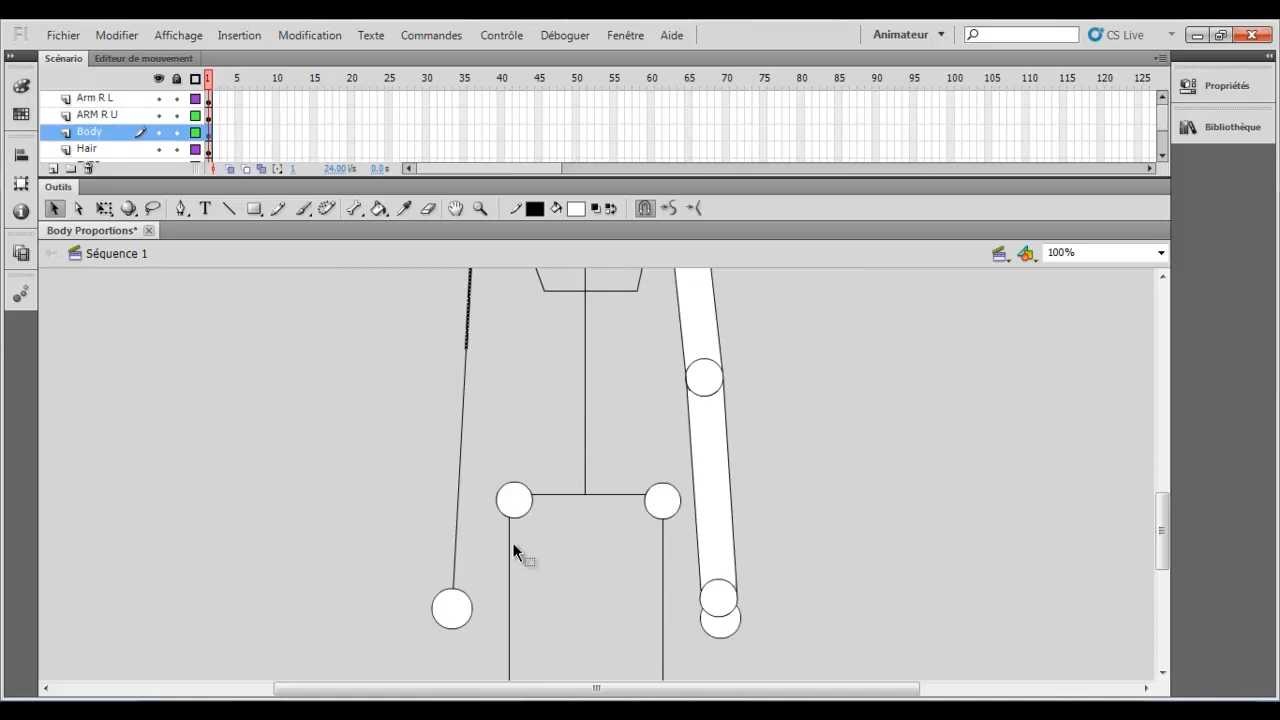 Fl Fichier Modifier Affichage Insertion Modification Texte Commandes Contrôle Déboguer Fenêtre Aide Animateur CS Live
Scénario Editeur de mouvement
1 5 10 15 20 25 30 35 40 45 50 55 60 65 70 75 80 85 90 95 100 105 110 115 120 125
Arm R L
ARM R U
Body
Hair
1 24.00 i/s 0.0 s
Outils
Body Proportions*
Séquence 1 100%
Propriétés
Bibliothèque